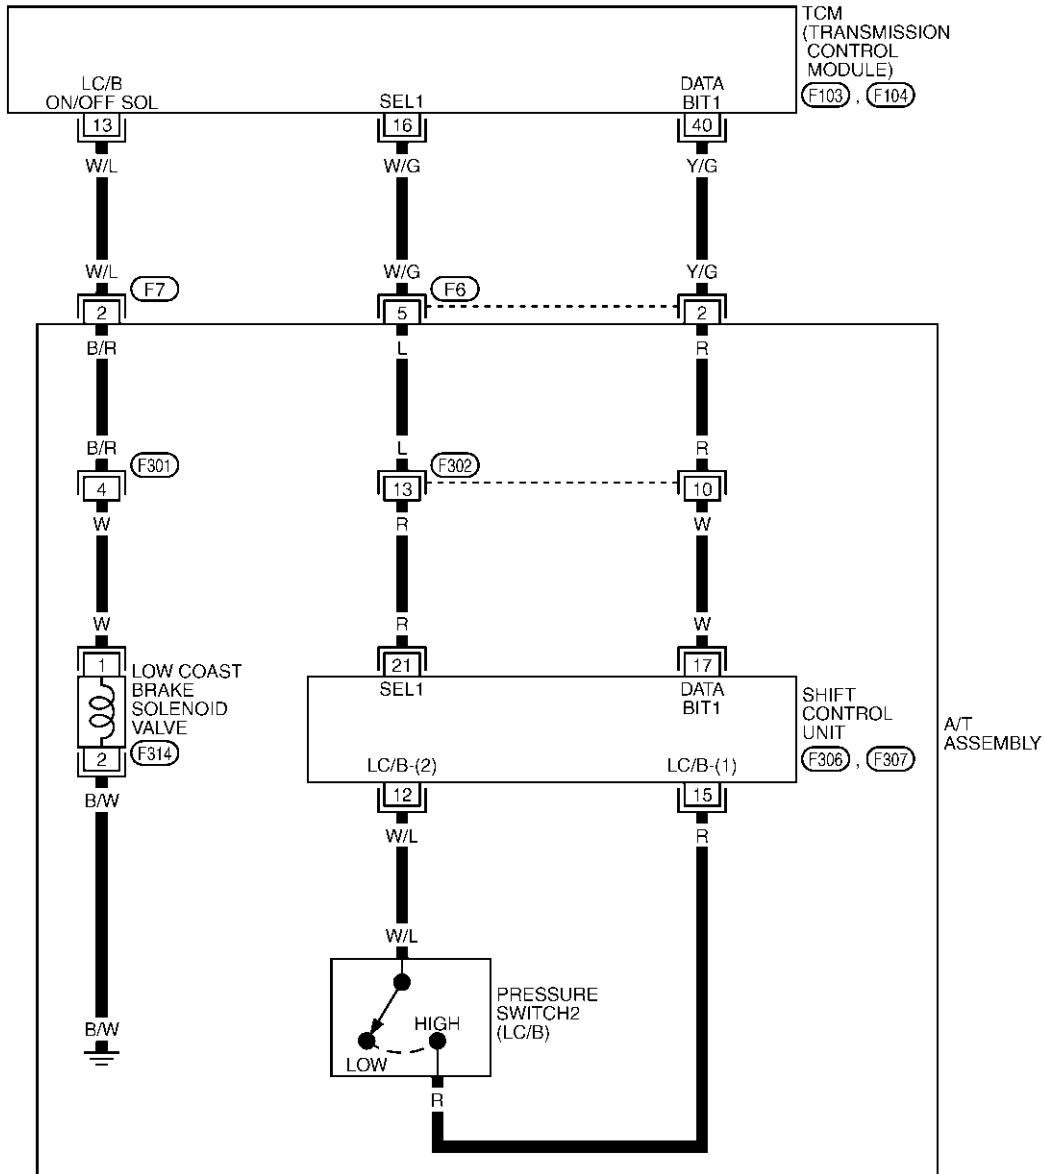 TCM
(TRANSMISSION
CONTROL
MODULE)
F103 , F104
LC/B
ON/OFF SOL
SEL1
DATA
BIT1
13
16
40
W/L
W/G
Y/G
W/L
W/G
Y/G
F7
F6
2
5
2
B/R
L
R
B/R
L
R
F301
F302
4
13
10
W
R
W
W
R
W
1
21
17
LOW COAST
BRAKE
SOLENOID
VALVE
F314
2
SEL1
DATA
BIT1
SHIFT
CONTROL
UNIT
F306 , F307
A/T
ASSEMBLY
LC/B-(2)
LC/B-(1)
12
15
B/W
W/L
R
W/L
PRESSURE
SWITCH2
(LC/B)
HIGH
LOW
B/W
R